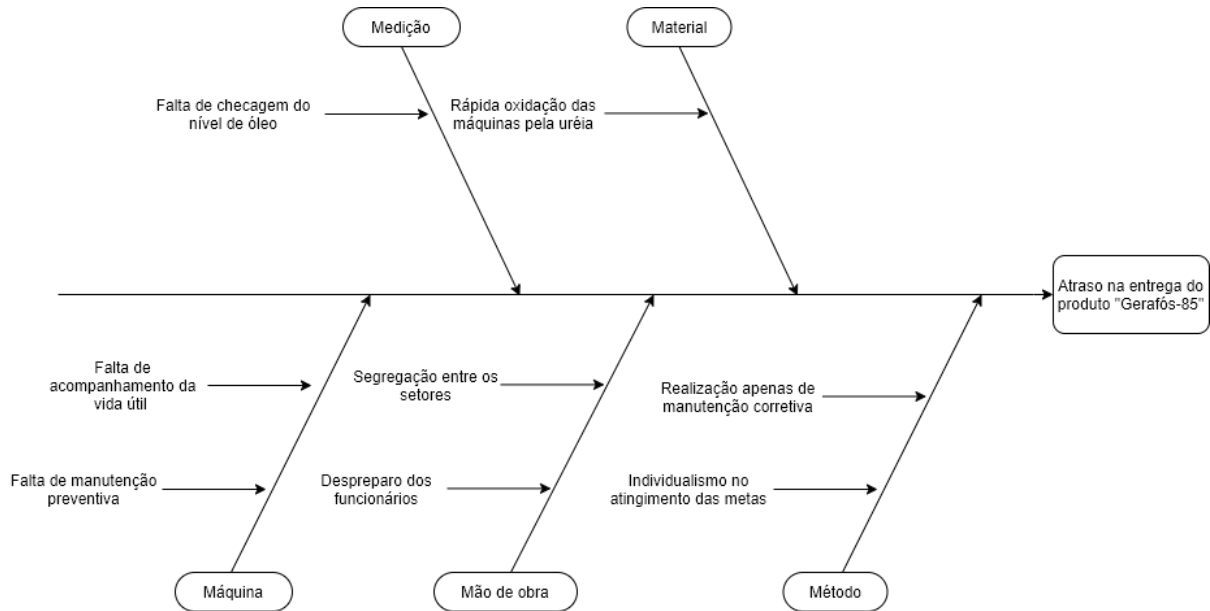 Medição
Material
Falta de checagem do
nível de óleo
Rápida oxidação das
máquinas pela uréia
Atraso na entrega do
produto "Gerafós-85"
Falta de
acompanhamento da
vida útil
Segregação entre os
setores
Realização apenas de
manutenção corretiva
Falta de manutenção
preventiva
Despreparo dos
funcionários
Individualismo no
atingimento das metas
Máquina
Mão de obra
Método